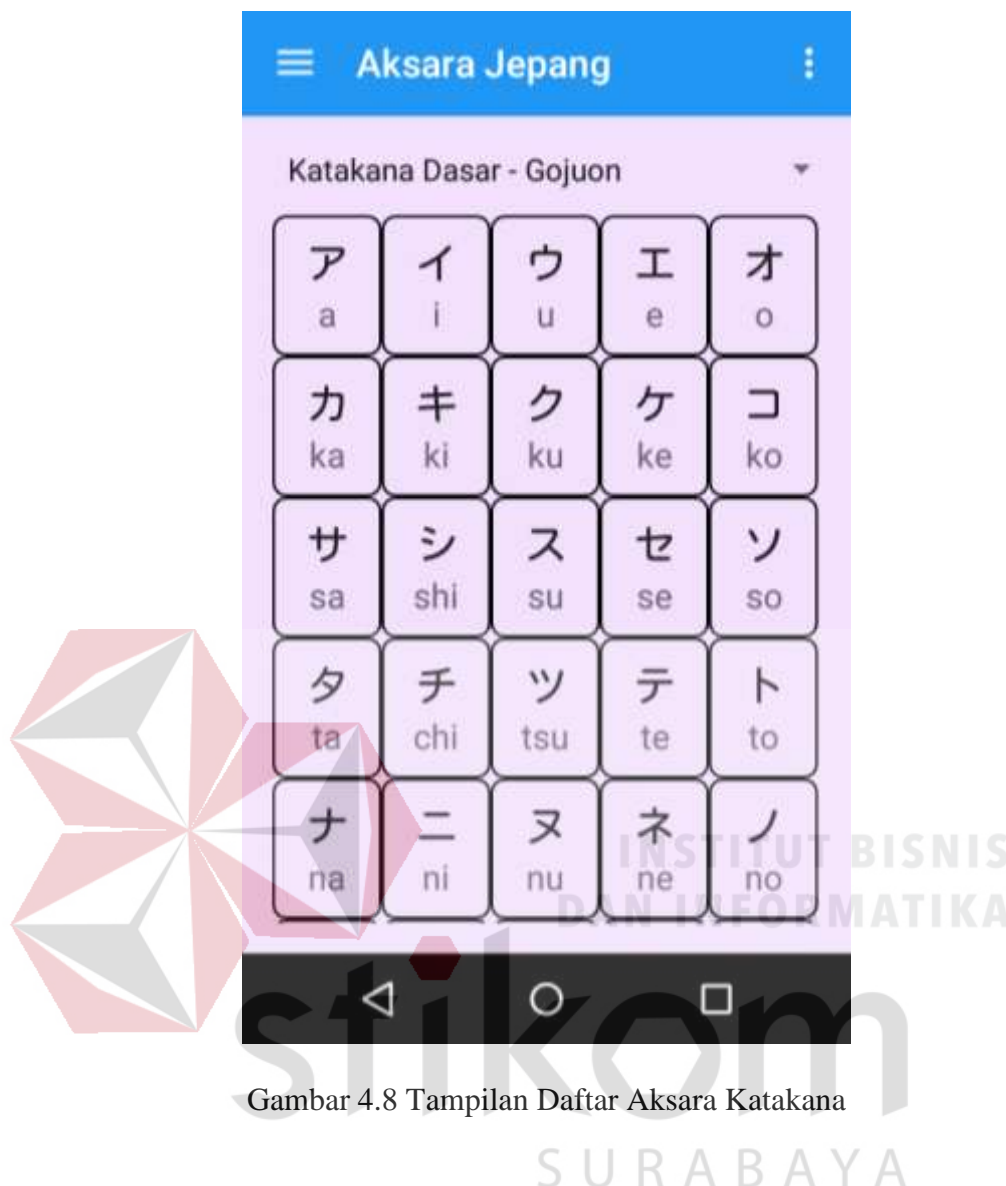 Aksara Jepang
Katakana Dasar - Gojuon
ア イ ウ エ オ
a i u e o
カ キ ク ケ コ
ka ki ku ke ko
サ シ ス セ ソ
sa shi su se so
タ チ ツ テ ト
ta chi tsu te to
ナ ニ ヌ ネ ノ
na ni nu ne no
INSTITUT BISNIS
DAN INFORMATIKA
stikom
Gambar 4.8 Tampilan Daftar Aksara Katakana
SURABAYA